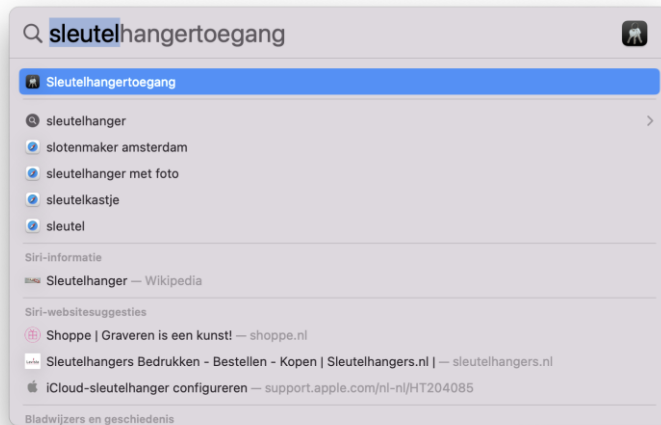 sleutelhangertoegang
Sleutelhangertoegang
sleutelhanger
slotenmaker amsterdam
sleutelhanger met foto
sleutelkastje
sleutel
Siri-informatie
Sleutelhanger — Wikipedia
Siri-websitesuggesties
Shoppe | Graveren is een kunst! — shoppe.nl
Sleutelhangers Bedrukken - Bestellen - Kopen | Sleutelhangers.nl | — sleutelhangers.nl
iCloud-sleutelhanger configureren — support.apple.com/nl-nl/HT204085
Bladwijzers en geschiedenis